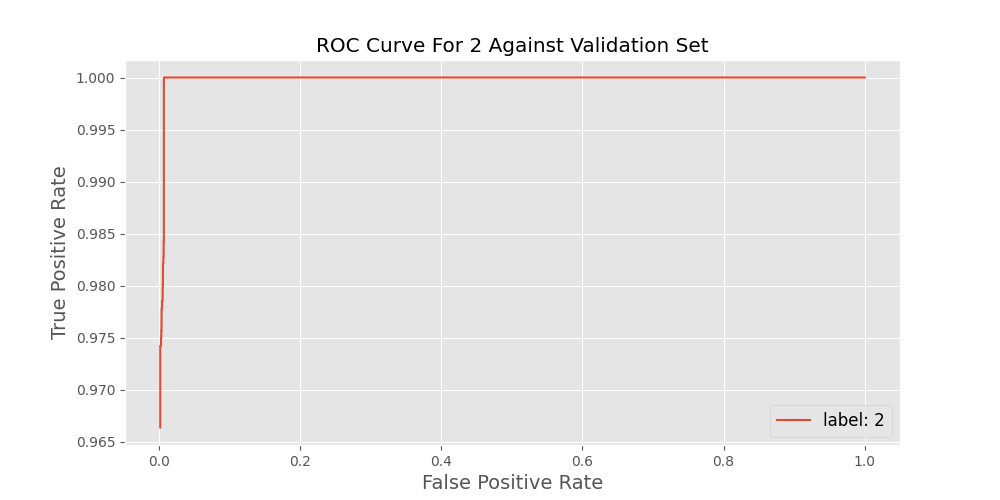 ROC Curve For 2 Against Validation Set
True Positive Rate
1.000
0.995
0.990
0.985
0.980
0.975
0.970
0.965
label: 2
0.0 0.2 0.4 0.6 0.8 1.0
False Positive Rate